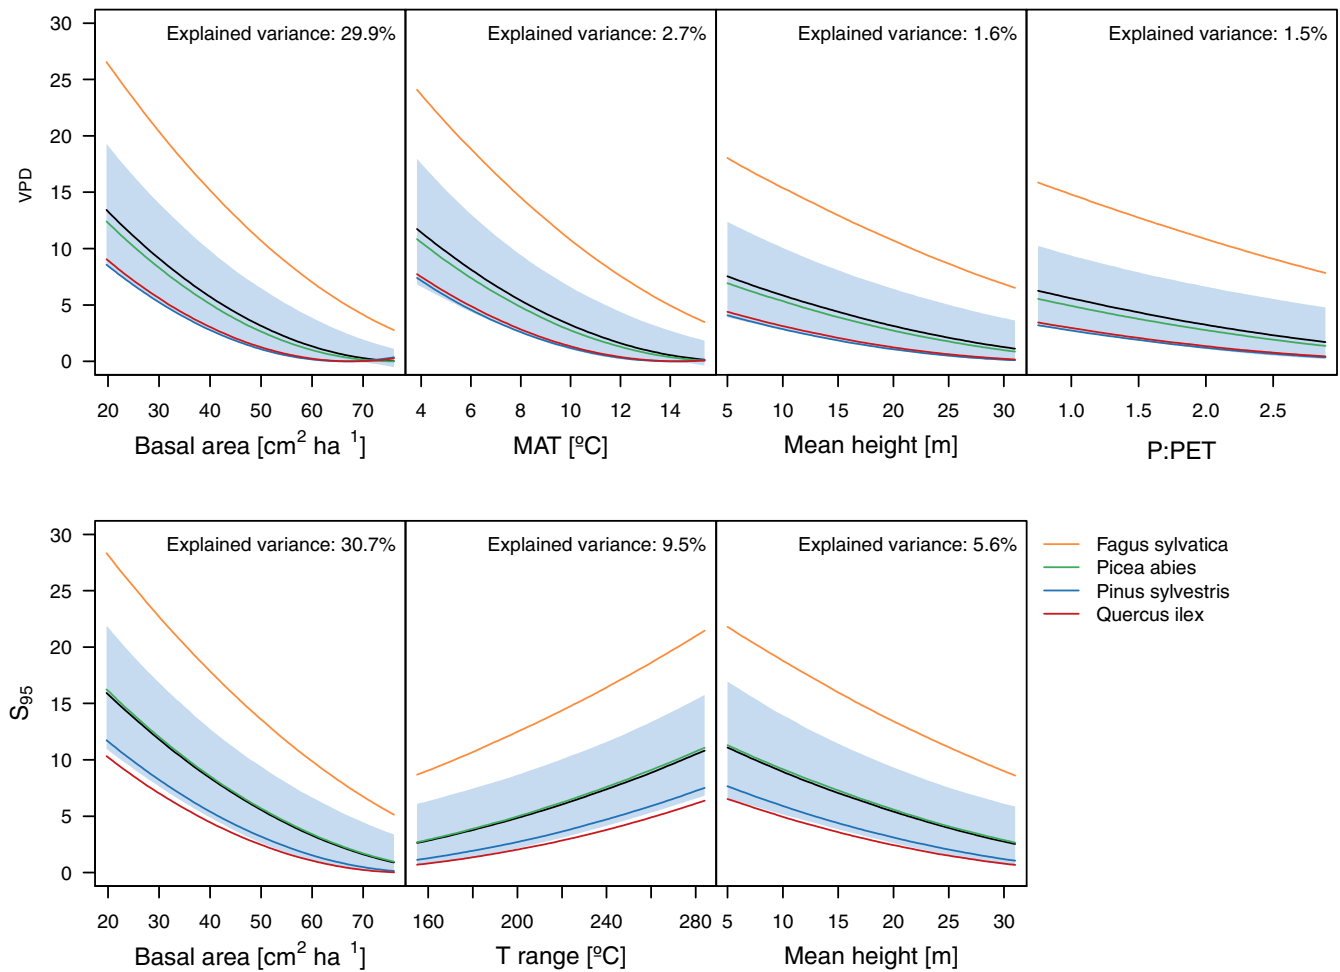 Explained variance: 29.9%
Explained variance: 2.7%
Explained variance: 1.6%
Explained variance: 1.5%
30
25
20
15
10
5
0
VPD
20 30 40 50 60 70
4 6 8 10 12 14
5 10 15 20 25 30
1.0 1.5 2.0 2.5
Basal area [cm² ha ¹]
MAT [ºC]
Mean height [m]
P:PET
Explained variance: 30.7%
Explained variance: 9.5%
Explained variance: 5.6%
30
25
20
15
10
5
0
S₉₅
20 30 40 50 60 70
160 200 240 280
5 10 15 20 25 30
Basal area [cm² ha ¹]
T range [ºC]
Mean height [m]
Fagus sylvatica
Picea abies
Pinus sylvestris
Quercus ilex